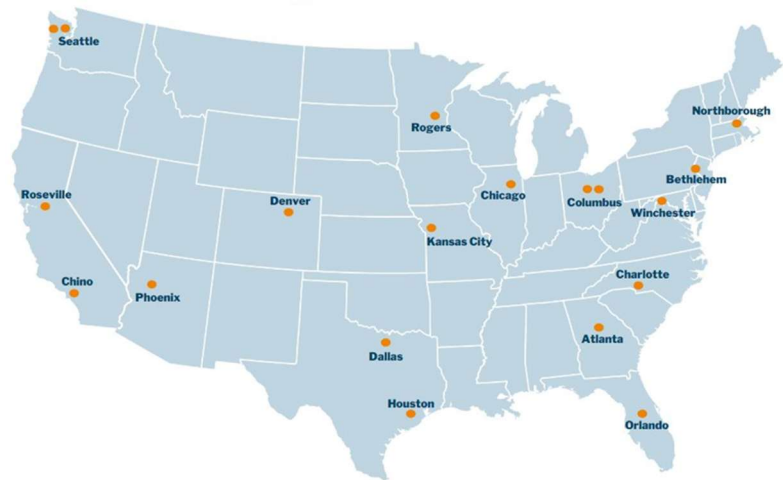 Seattle
Northborough
Rogers
Bethlehem
Roseville
Chicago
Denver
Columbus
Winchester
Kansas City
Charlotte
Chino
Phoenix
Atlanta
Dallas
Houston
Orlando